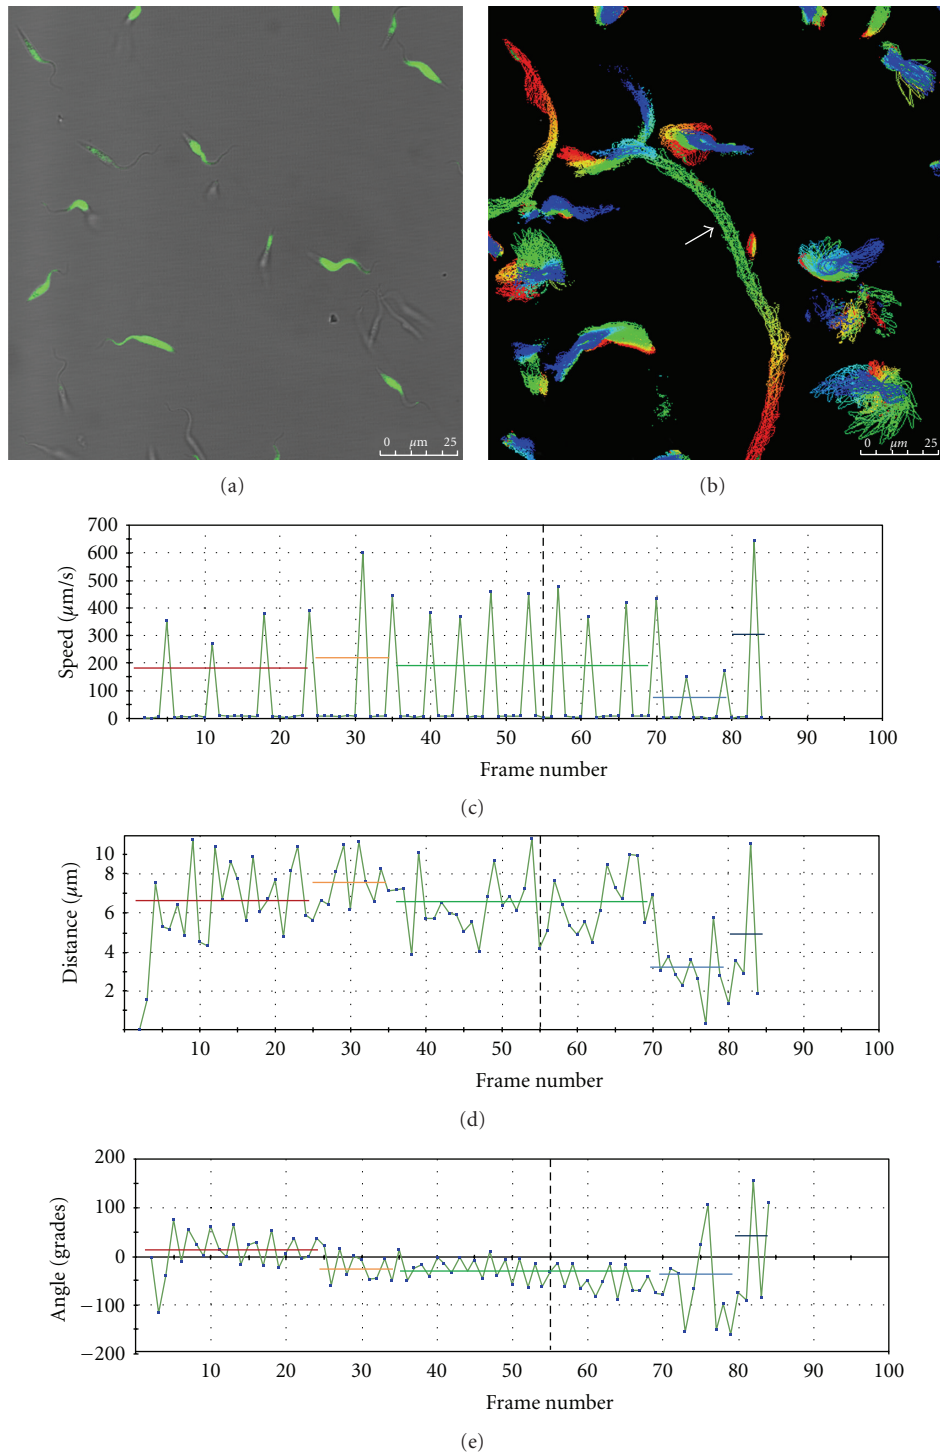 0 μm 25
0 μm 25
(a)
(b)
700
600
500
400
300
200
100
0
Speed (μm/s)
10 20 30 40 50 60 70 80 90 100
Frame number
(c)
10
8
6
4
2
Distance (μm)
10 20 30 40 50 60 70 80 90 100
Frame number
(d)
200
100
0
−100
−200
Angle (grades)
10 20 30 40 50 60 70 80 90 100
Frame number
(e)